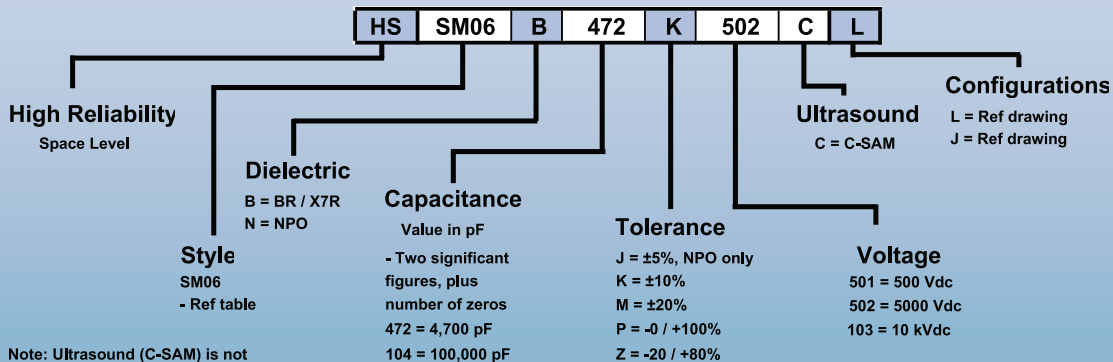 HS SM06 B 472 K 502 C L
High Reliability
Space Level
Style
SM06
- Ref table
Dielectric
B = BR / X7R
N = NPO
Capacitance
Value in pF
- Two significant
figures, plus
number of zeros
472 = 4,700 pF
104 = 100,000 pF
Tolerance
J = ±5%, NPO only
K = ±10%
M = ±20%
P = -0 / +100%
Z = -20 / +80%
Voltage
501 = 500 Vdc
502 = 5000 Vdc
103 = 10 kVdc
Ultrasound
C = C-SAM
Configurations
L = Ref drawing
J = Ref drawing
Note: Ultrasound (C-SAM) is not